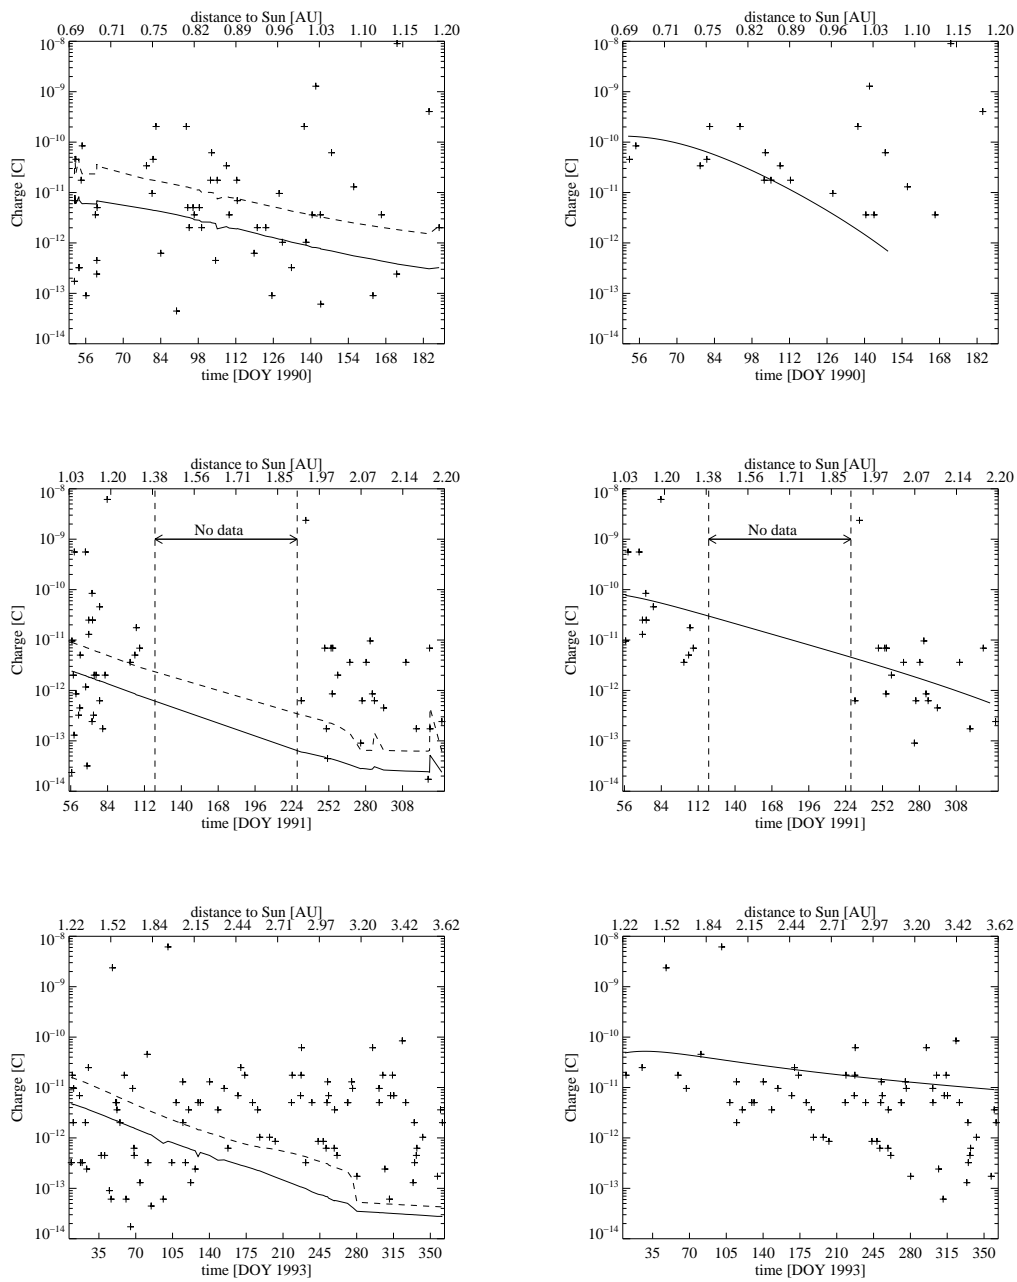 distance to Sun [AU]
0.69 0.71 0.75 0.82 0.89 0.96 1.03 1.10 1.15 1.20
10⁻⁸
10⁻⁹
10⁻¹⁰
10⁻¹¹
10⁻¹²
10⁻¹³
10⁻¹⁴
Charge [C]
56 70 84 98 112 126 140 154 168 182
time [DOY 1990]
distance to Sun [AU]
0.69 0.71 0.75 0.82 0.89 0.96 1.03 1.10 1.15 1.20
10⁻⁸
10⁻⁹
10⁻¹⁰
10⁻¹¹
10⁻¹²
10⁻¹³
10⁻¹⁴
Charge [C]
56 70 84 98 112 126 140 154 168 182
time [DOY 1990]
distance to Sun [AU]
1.03 1.20 1.38 1.56 1.71 1.85 1.97 2.07 2.14 2.20
10⁻⁸
No data
10⁻⁹
10⁻¹⁰
10⁻¹¹
10⁻¹²
10⁻¹³
10⁻¹⁴
Charge [C]
56 84 112 140 168 196 224 252 280 308
time [DOY 1991]
distance to Sun [AU]
1.03 1.20 1.38 1.56 1.71 1.85 1.97 2.07 2.14 2.20
10⁻⁸
No data
10⁻⁹
10⁻¹⁰
10⁻¹¹
10⁻¹²
10⁻¹³
10⁻¹⁴
Charge [C]
56 84 112 140 168 196 224 252 280 308
time [DOY 1991]
distance to Sun [AU]
1.22 1.52 1.84 2.15 2.44 2.71 2.97 3.20 3.42 3.62
10⁻⁸
10⁻⁹
10⁻¹⁰
10⁻¹¹
10⁻¹²
10⁻¹³
10⁻¹⁴
Charge [C]
35 70 105 140 175 210 245 280 315 350
time [DOY 1993]
distance to Sun [AU]
1.22 1.52 1.84 2.15 2.44 2.71 2.97 3.20 3.42 3.62
10⁻⁸
10⁻⁹
10⁻¹⁰
10⁻¹¹
10⁻¹²
10⁻¹³
10⁻¹⁴
Charge [C]
35 70 105 140 175 210 245 280 315 350
time [DOY 1993]